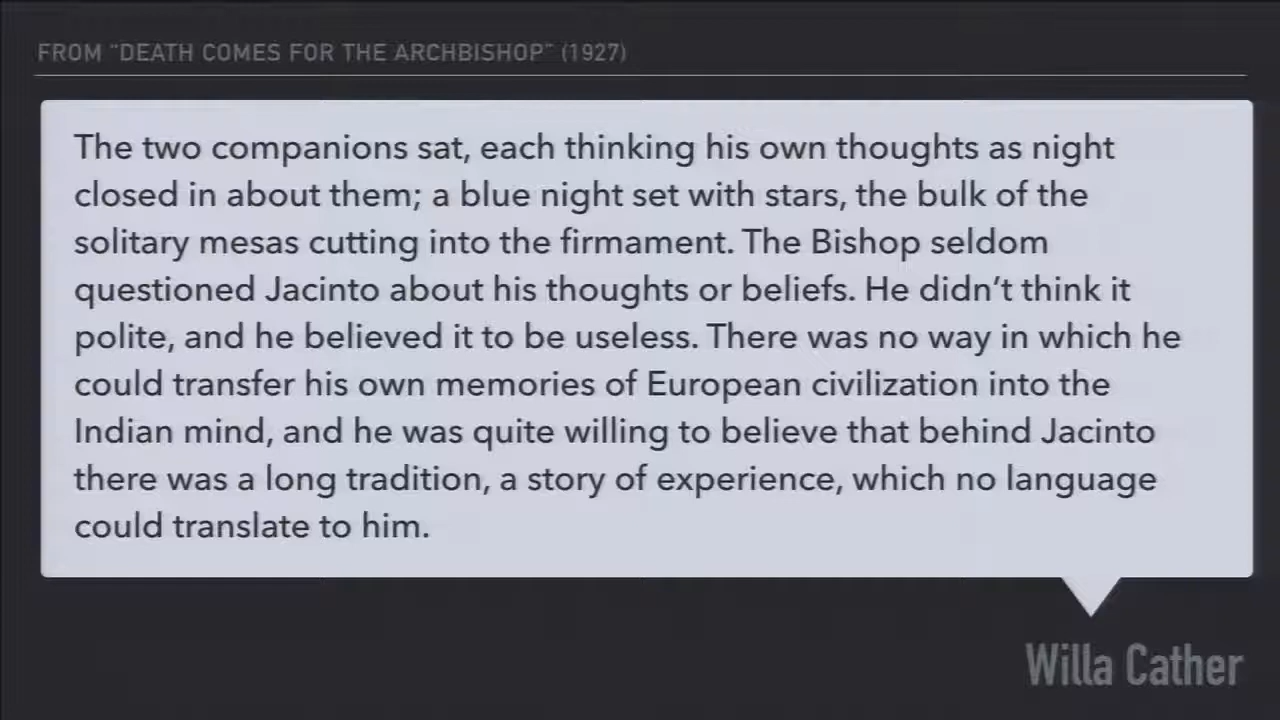 FROM "DEATH COMES FOR THE ARCHBISHOP" (1927)
The two companions sat, each thinking his own thoughts as night
closed in about them; a blue night set with stars, the bulk of the
solitary mesas cutting into the firmament. The Bishop seldom
questioned Jacinto about his thoughts or beliefs. He didn’t think it
polite, and he believed it to be useless. There was no way in which he
could transfer his own memories of European civilization into the
Indian mind, and he was quite willing to believe that behind Jacinto
there was a long tradition, a story of experience, which no language
could translate to him.
Willa Cather